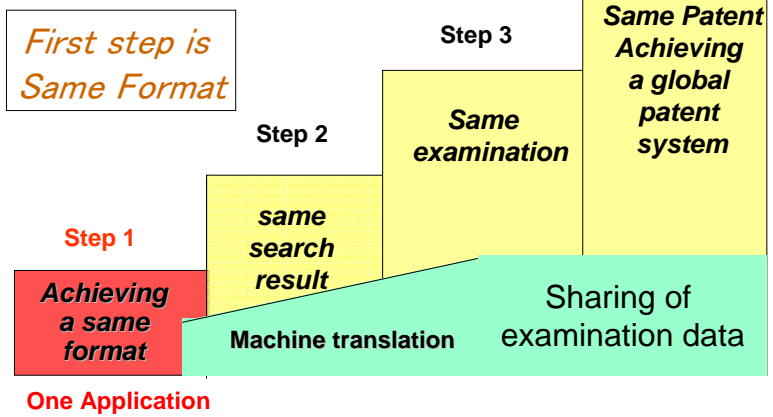 First step is
Same Format
Step 1
Achieving
a same
format
One Application
Step 2
same
search
result
Step 3
Same
examination
Same Patent
Achieving
a global
patent
system
Machine translation
Sharing of
examination data